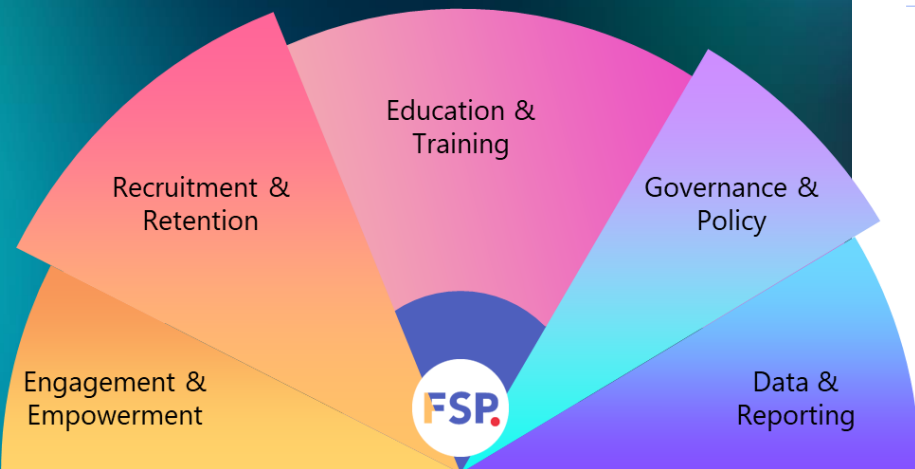 Education &
Training
Recruitment &
Retention
Governance &
Policy
Engagement &
Empowerment
Data &
Reporting
FSP.